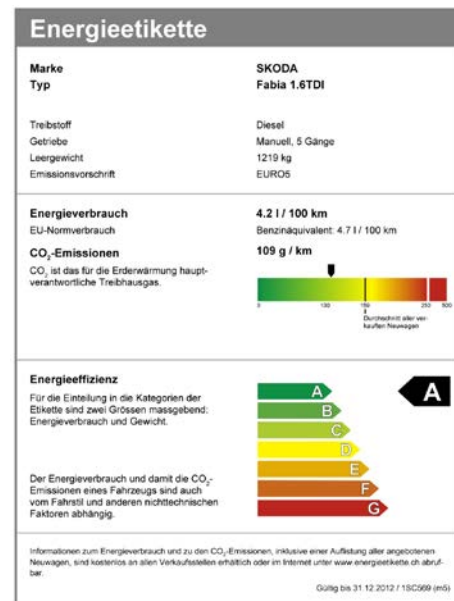 Energieetikette
Marke SKODA
Typ Fabia 1.6TDI
Treibstoff Diesel
Getriebe Manuell, 5 Gänge
Leergewicht 1219 kg
Emissionsvorschrift EURO5
Energieverbrauch 4.2 l / 100 km
EU-Normverbrauch Benzinäquivalent: 4.7 l / 100 km
CO2-Emissionen 109 g / km
CO2 ist das für die Erderwärmung haupt-
verantwortliche Treibhausgas.
0 100 150 250 500
Durchschnitt aller ver-
kauften Neuwagen
Energieeffizienz
Für die Einteilung in die Kategorien der
Etikette sind zwei Grössen massgebend:
Energieverbrauch und Gewicht.
A A
B
C
D
E
F
G
Der Energieverbrauch und damit die CO2-
Emissionen eines Fahrzeugs sind auch
vom Fahrstil und anderen nichttechnischen
Faktoren abhängig.
Informationen zum Energieverbrauch und zu den CO2-Emissionen, inklusive einer Auflistung aller angebotenen
Neuwagen, sind kostenlos an allen Verkaufsstellen erhältlich oder im Internet unter www.energieetikette.ch abruf-
bar.
Gültig bis 31.12.2012 / 1SC569 (m5)